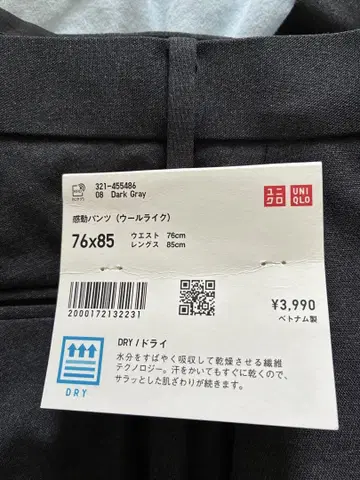 321-455486
08 Dark Gray
ユニクロ
UNIQLO
感動パンツ（ウールライク）
76x85
ウエスト 76cm
レングス 85cm
2000172132231
¥3,990
ベトナム製
DRY / ドライ
水分をすばやく吸収して乾燥させる繊維
テクノロジー。汗をかいてもすぐに乾くので、
サラッとした肌ざわりが続きます。
DRY